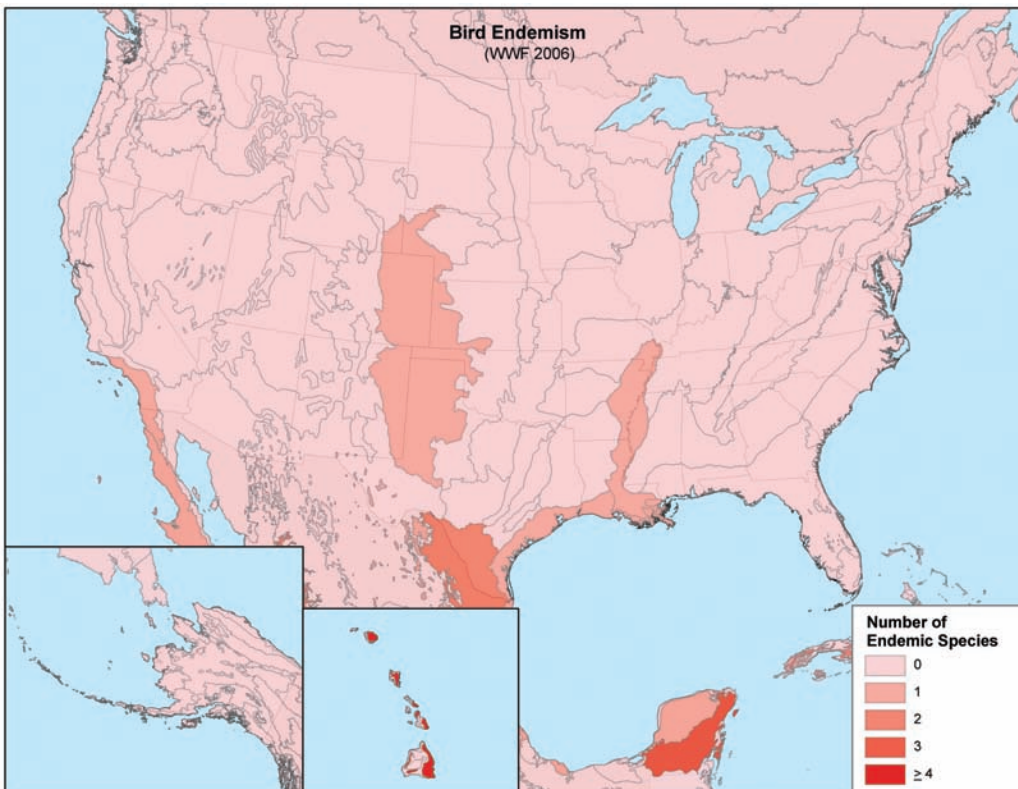 Bird Endemism
(WWF 2006)
Number of
Endemic Species
0
1
2
3
≥ 4